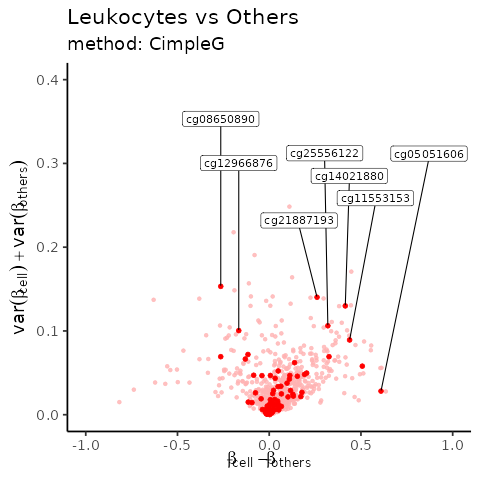 Leukocytes vs Others
method: CimpleG
var(βcell) + var(βothers)
0.4
0.3
0.2
0.1
0.0
cg08650890
cg12966876
cg25556122
cg05051606
cg14021880
cg11553153
cg21887193
-1.0
-0.5
0.0
0.5
1.0
βcell −βothers